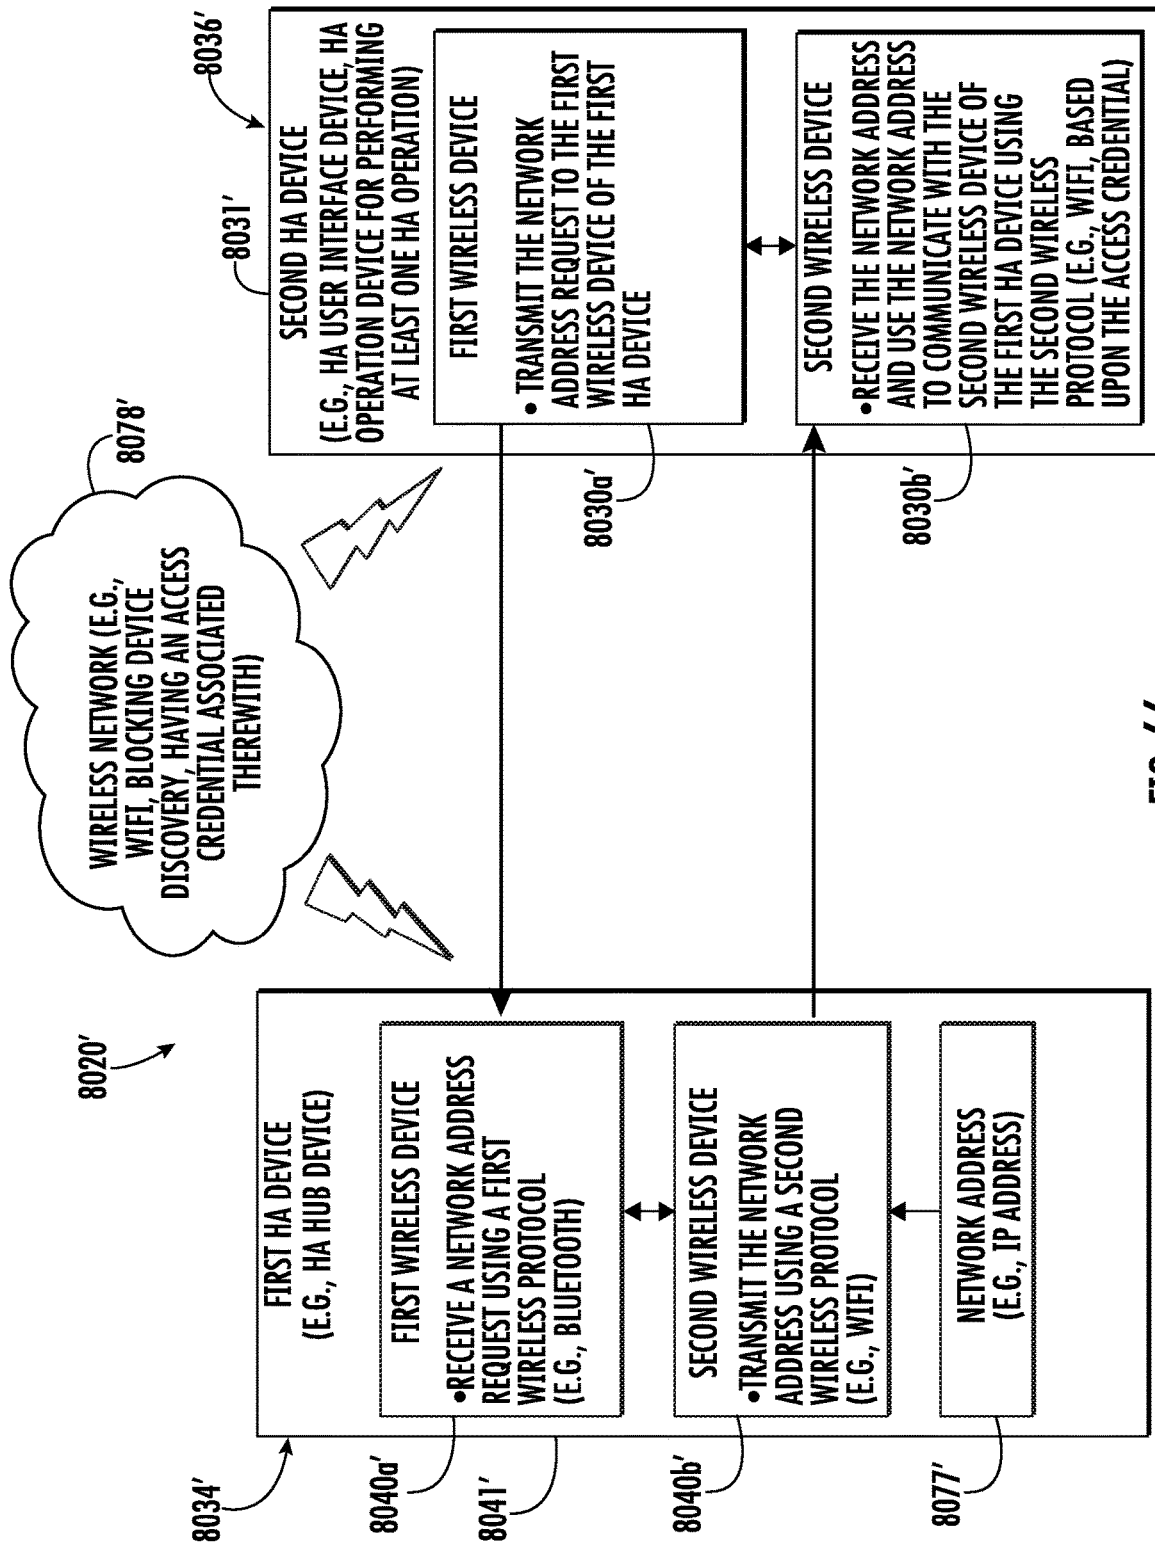 8020'
8034'
FIRST HA DEVICE
(E.G., HA HUB DEVICE)
FIRST WIRELESS DEVICE
•RECEIVE A NETWORK ADDRESS
REQUEST USING A FIRST
WIRELESS PROTOCOL
(E.G., BLUETOOTH)
8040a'
8041'
SECOND WIRELESS DEVICE
•TRANSMIT THE NETWORK
ADDRESS USING A SECOND
WIRELESS PROTOCOL
(E.G., WIFI)
8040b'
NETWORK ADDRESS
(E.G., IP ADDRESS)
8077'
WIRELESS NETWORK (E.G.,
WIFI, BLOCKING DEVICE
DISCOVERY, HAVING AN ACCESS
CREDENTIAL ASSOCIATED
THEREWITH)
8078'
8036'
8031'
SECOND HA DEVICE
(E.G., HA USER INTERFACE DEVICE, HA
OPERATION DEVICE FOR PERFORMING
AT LEAST ONE HA OPERATION)
FIRST WIRELESS DEVICE
• TRANSMIT THE NETWORK
ADDRESS REQUEST TO THE FIRST
WIRELESS DEVICE OF THE FIRST
HA DEVICE
8030a'
SECOND WIRELESS DEVICE
•RECEIVE THE NETWORK ADDRESS
AND USE THE NETWORK ADDRESS
TO COMMUNICATE WITH THE
SECOND WIRELESS DEVICE OF
THE FIRST HA DEVICE USING
THE SECOND WIRELESS
PROTOCOL (E.G., WIFI, BASED
UPON THE ACCESS CREDENTIAL)
8030b'